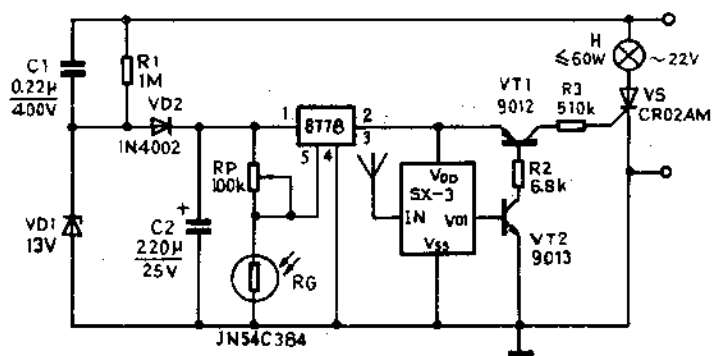 C1
0.22μ
400V
R1
1M
VD2
1N4002
VD1
13V
C2
+
220μ
25V
RP
100k
RG
JN54C384
1
8778
2
3
5
4
VDD
SX-3
IN
V01
VSS
VT1
9012
R2
6.8k
VT2
9013
R3
510k
H
≤60W
~22V
VS
CR02AM